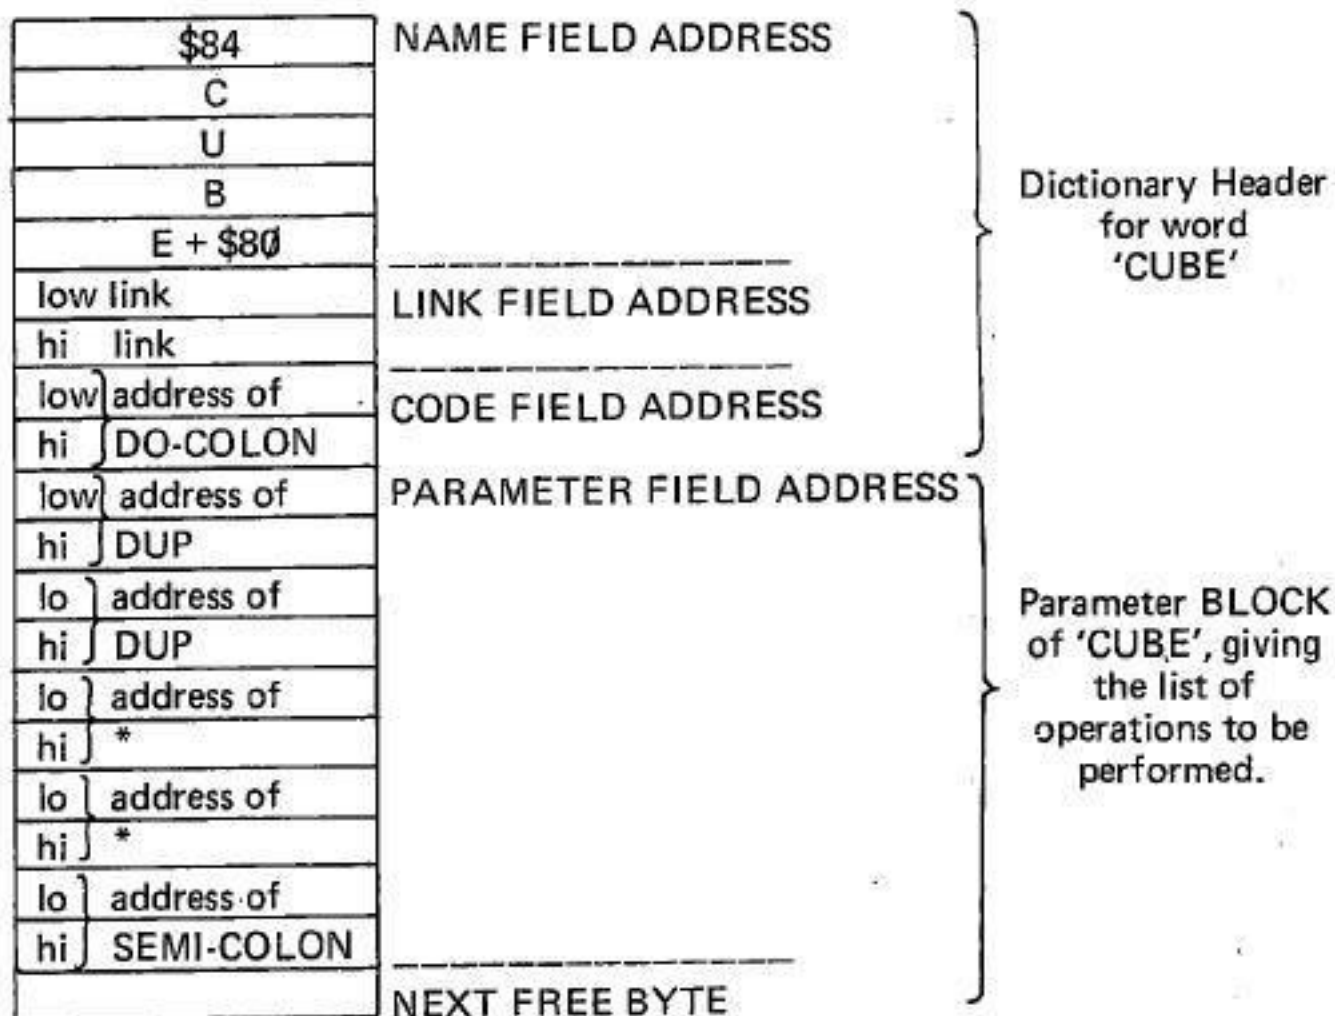 $84 NAME FIELD ADDRESS
C
U
B
E + $80
low link LINK FIELD ADDRESS
hi link
low address of CODE FIELD ADDRESS
hi DO-COLON
low address of PARAMETER FIELD ADDRESS
hi DUP
lo address of
hi DUP
lo address of
hi *
lo address of
hi *
lo address of
hi SEMI-COLON
NEXT FREE BYTE
Dictionary Header
for word
‘CUBE’
Parameter BLOCK
of ‘CUBE’, giving
the list of
operations to be
performed.